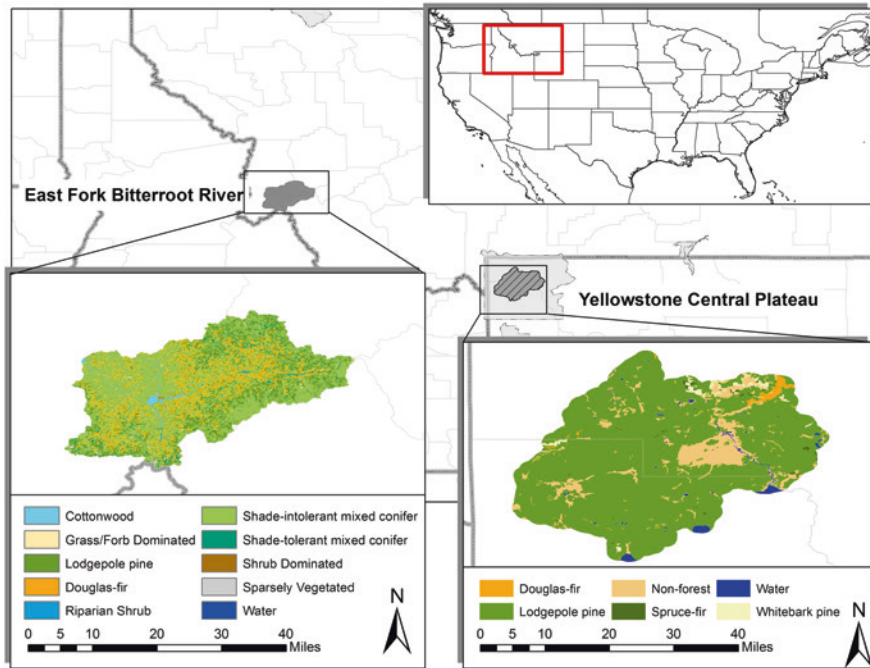 East Fork Bitterroot River
Yellowstone Central Plateau
Cottonwood
Grass/Forb Dominated
Lodgepole pine
Douglas-fir
Riparian Shrub
Shade-intolerant mixed conifer
Shade-tolerant mixed conifer
Shrub Dominated
Sparsely Vegetated
Water
N
0 5 10 20 30 40
Miles
Douglas-fir
Lodgepole pine
Non-forest
Spruce-fir
Water
Whitebark pine
N
0 5 10 20 30 40
Miles